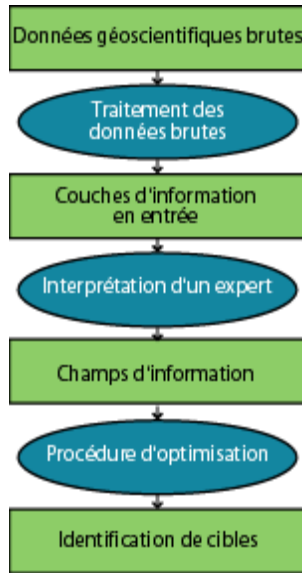 Données géoscientifiques brutes
Traitement des
données brutes
Couches d'information
en entrée
Interprétation d'un expert
Champs d'information
Procédure d'optimisation
Identification de cibles